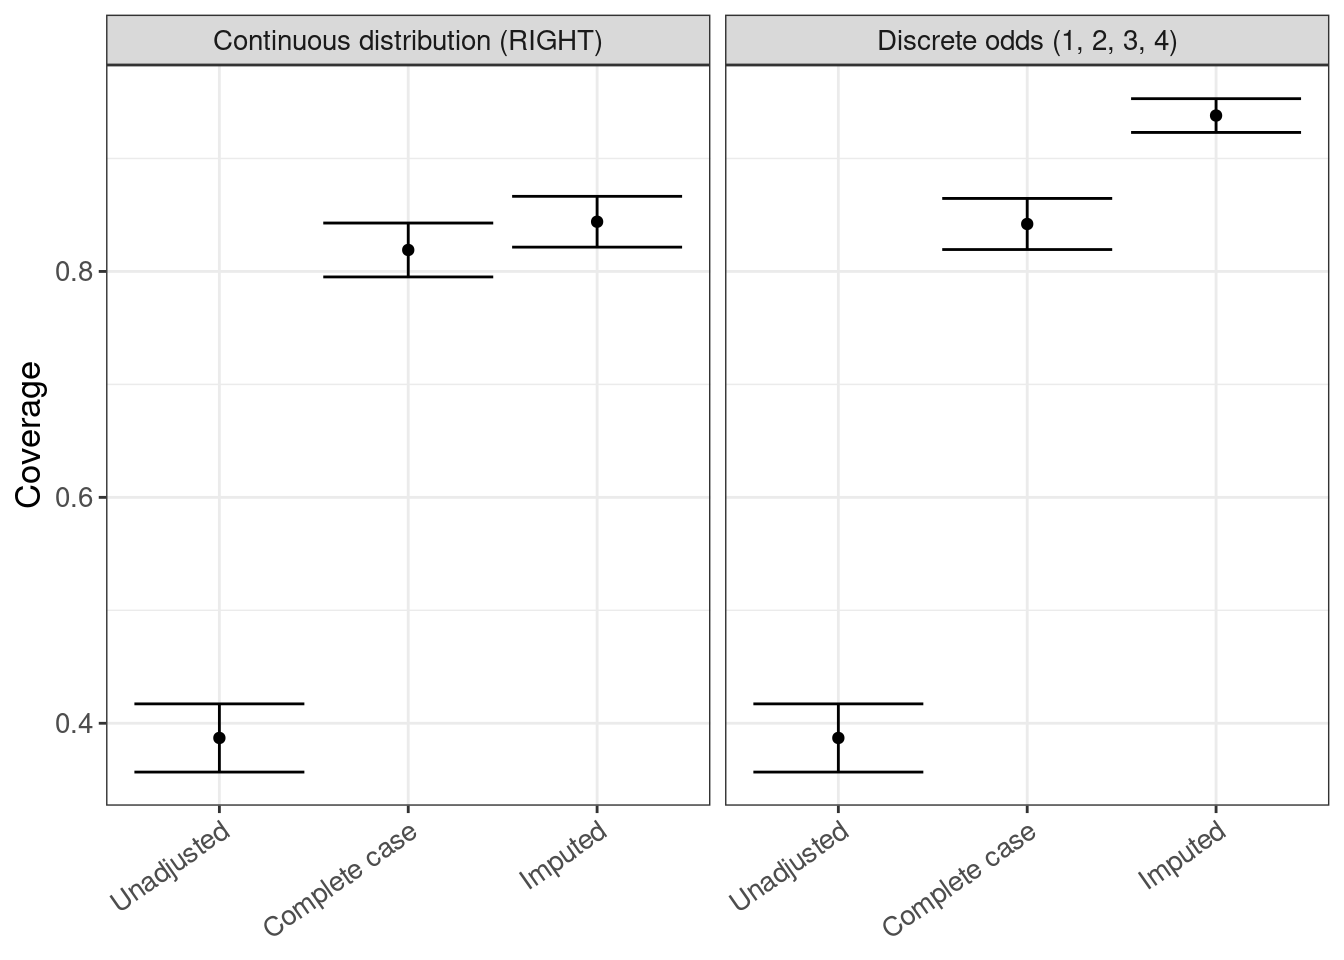 Continuous distribution (RIGHT)
Discrete odds (1, 2, 3, 4)
Coverage
0.8
0.6
0.4
Unadjusted
Complete case
Imputed
Unadjusted
Complete case
Imputed